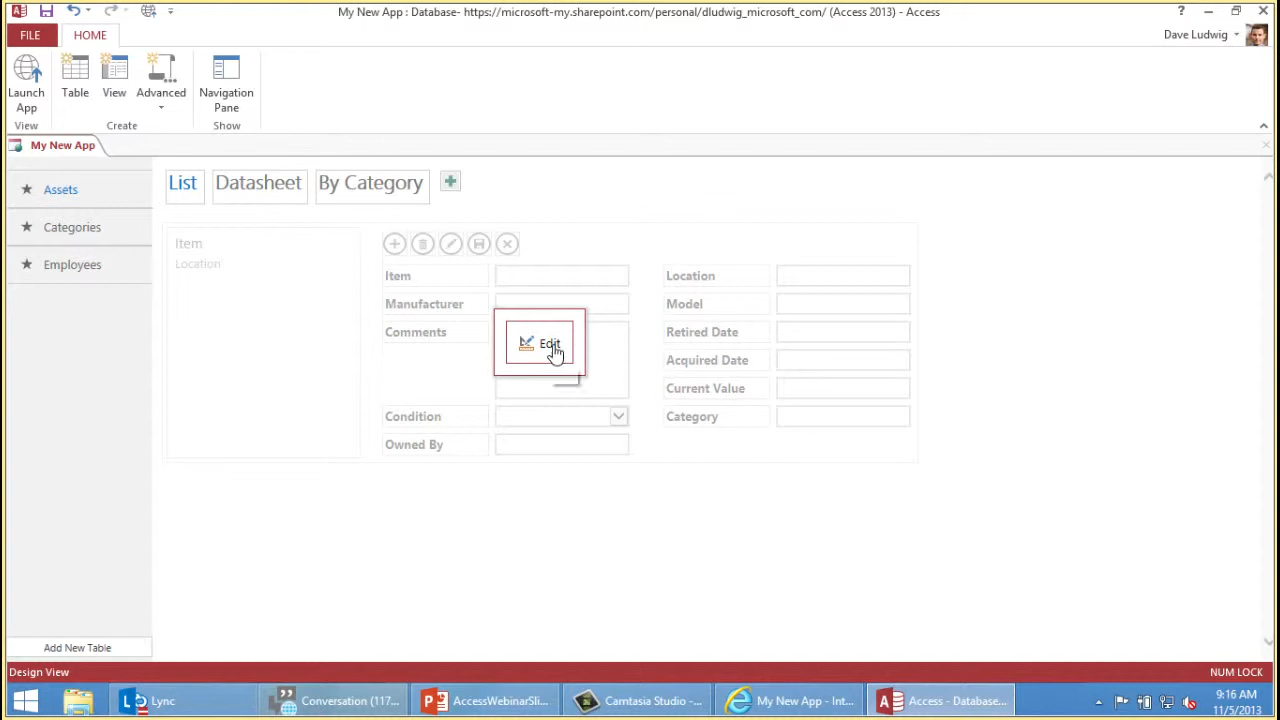 My New App : Database- https://microsoft-my.sharepoint.com/personal/dludwig_microsoft_com/ (Access 2013) - Access
?
FILE
HOME
Dave Ludwig
Launch App
Table
View
Advanced
Navigation Pane
View
Create
Show
My New App
Assets
Categories
Employees
List
Datasheet
By Category
Item
Location
Item
Manufacturer
Comments
Condition
Owned By
Edit
Location
Model
Retired Date
Acquired Date
Current Value
Category
Add New Table
Design View
NUM LOCK
Lync
Conversation (117...
AccessWebinarSli...
Camtasia Studio -...
My New App - Int...
Access - Database...
9:16 AM
11/5/2013